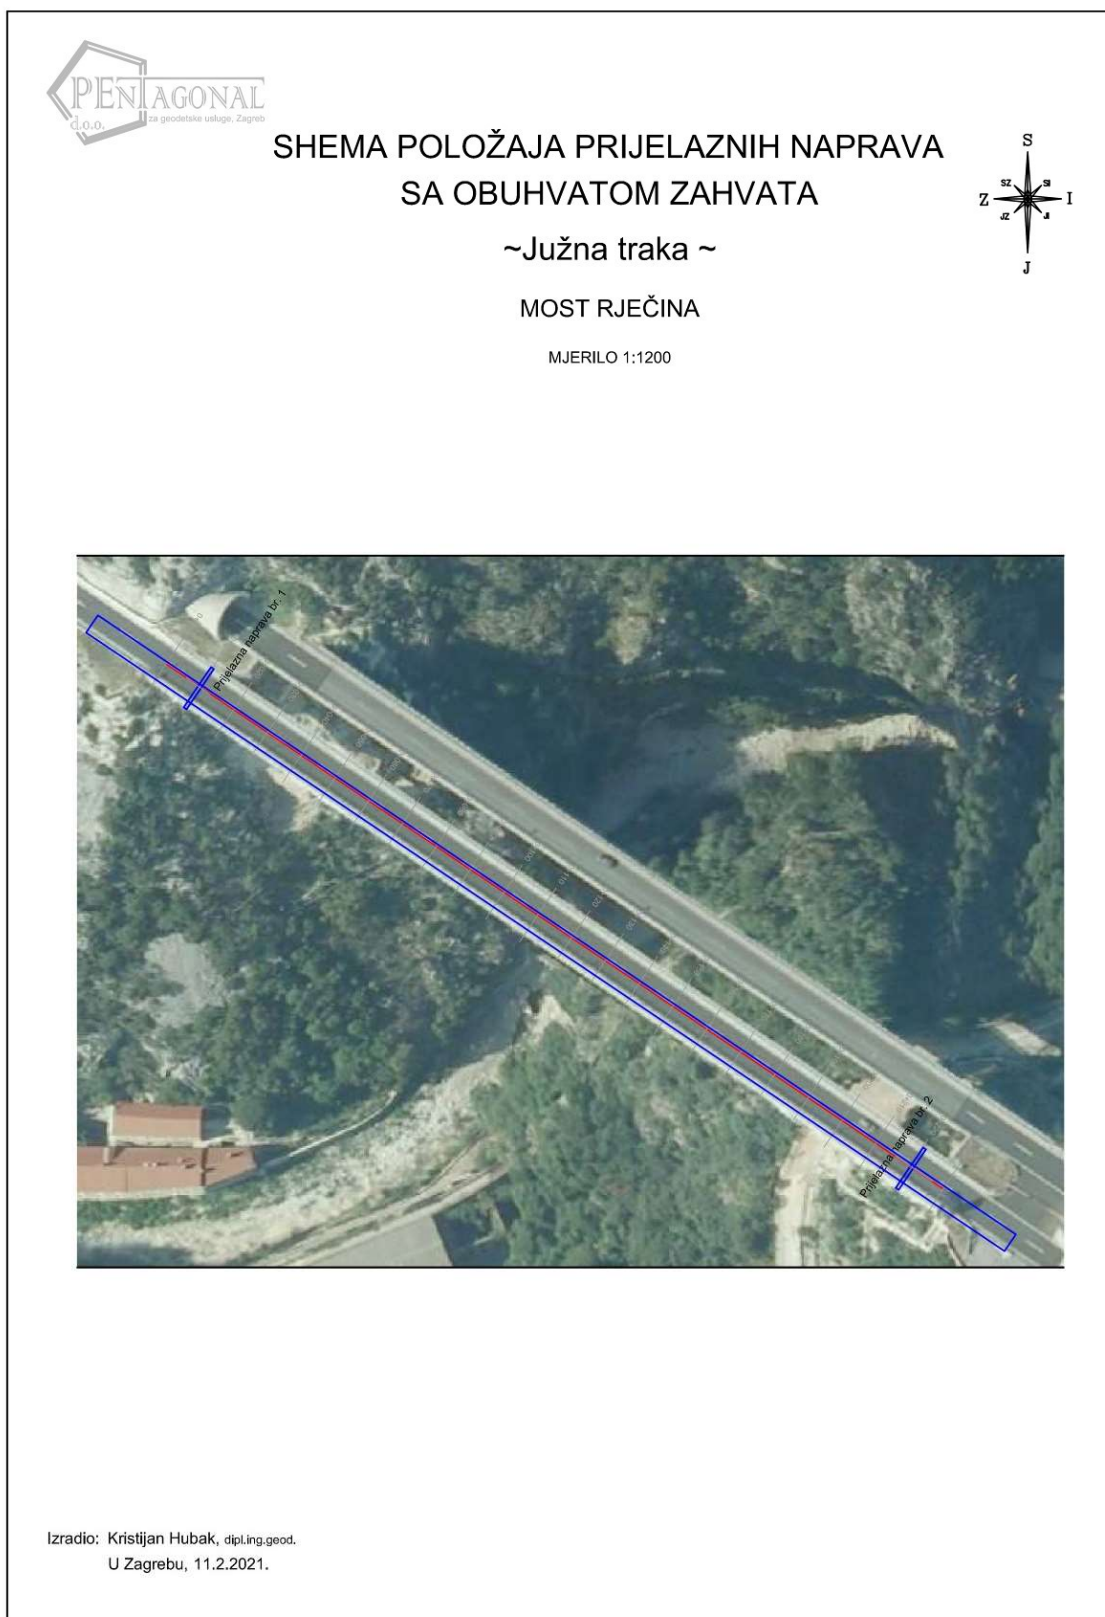 PENTAGONAL
d.o.o.
za geodetske usluge, Zagreb
SHEMA POLOŽAJA PRIJELAZNIH NAPRAVA
SA OBUHVATOM ZAHVATA
~Južna traka ~
MOST RJEČINA
MJERILO 1:1200
S
SZ SI
Z I
JZ JI
J
Prijelazna naprava br. 1
Prijelazna naprava br. 2
Izradio: Kristijan Hubak, dipl.ing.geod.
U Zagrebu, 11.2.2021.